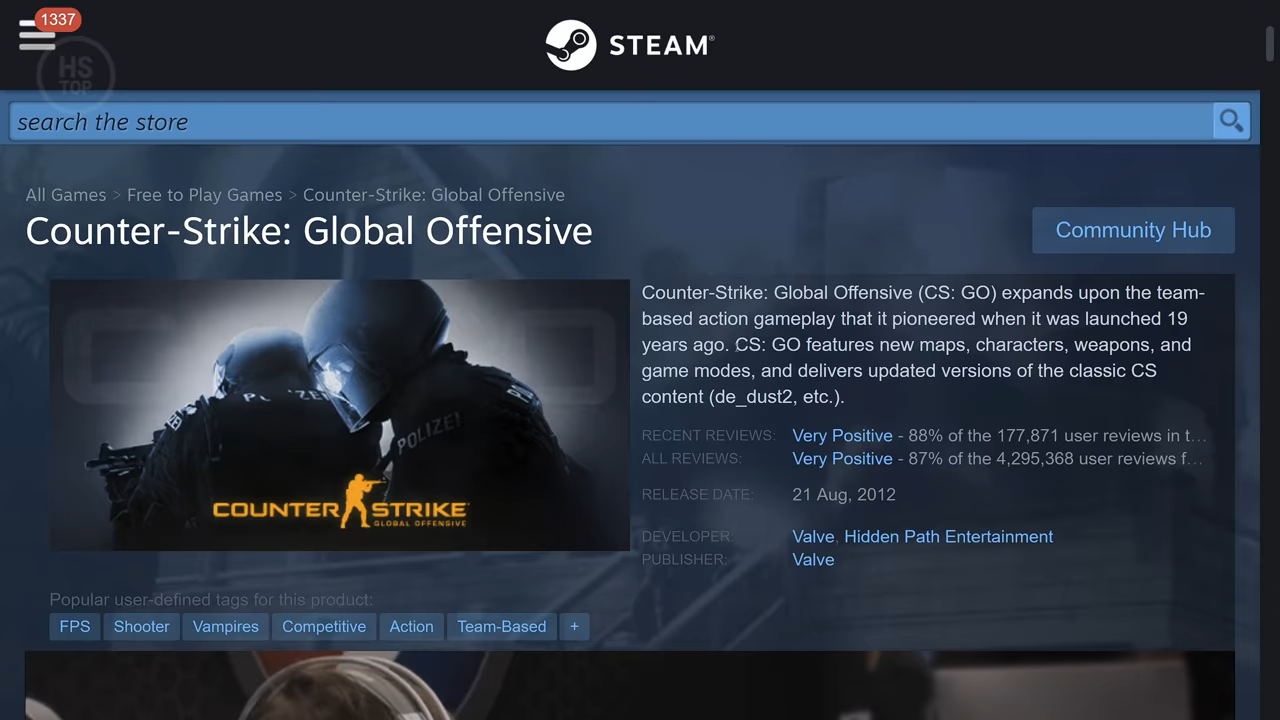 1337
STEAM®
HS
TOP
search the store
All Games > Free to Play Games > Counter-Strike: Global Offensive
Counter-Strike: Global Offensive
Community Hub
POLIZEI
COUNTER STRIKE
GLOBAL OFFENSIVE
Counter-Strike: Global Offensive (CS: GO) expands upon the team-
based action gameplay that it pioneered when it was launched 19
years ago. CS: GO features new maps, characters, weapons, and
game modes, and delivers updated versions of the classic CS
content (de_dust2, etc.).
RECENT REVIEWS: Very Positive - 88% of the 177,871 user reviews in t…
ALL REVIEWS: Very Positive - 87% of the 4,295,368 user reviews f…
RELEASE DATE: 21 Aug, 2012
DEVELOPER: Valve, Hidden Path Entertainment
PUBLISHER: Valve
Popular user-defined tags for this product:
FPS Shooter Vampires Competitive Action Team-Based +